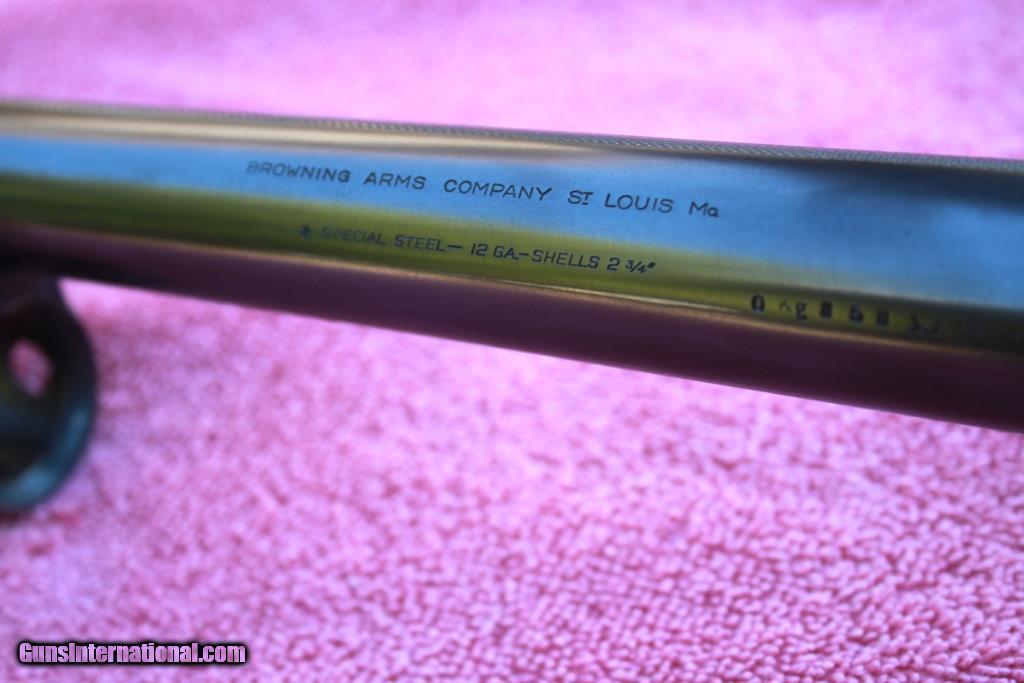 BROWNING ARMS COMPANY ST LOUIS Mo
* SPECIAL STEEL— 12 GA.—SHELLS 2 3/4"
GunsInternational.com